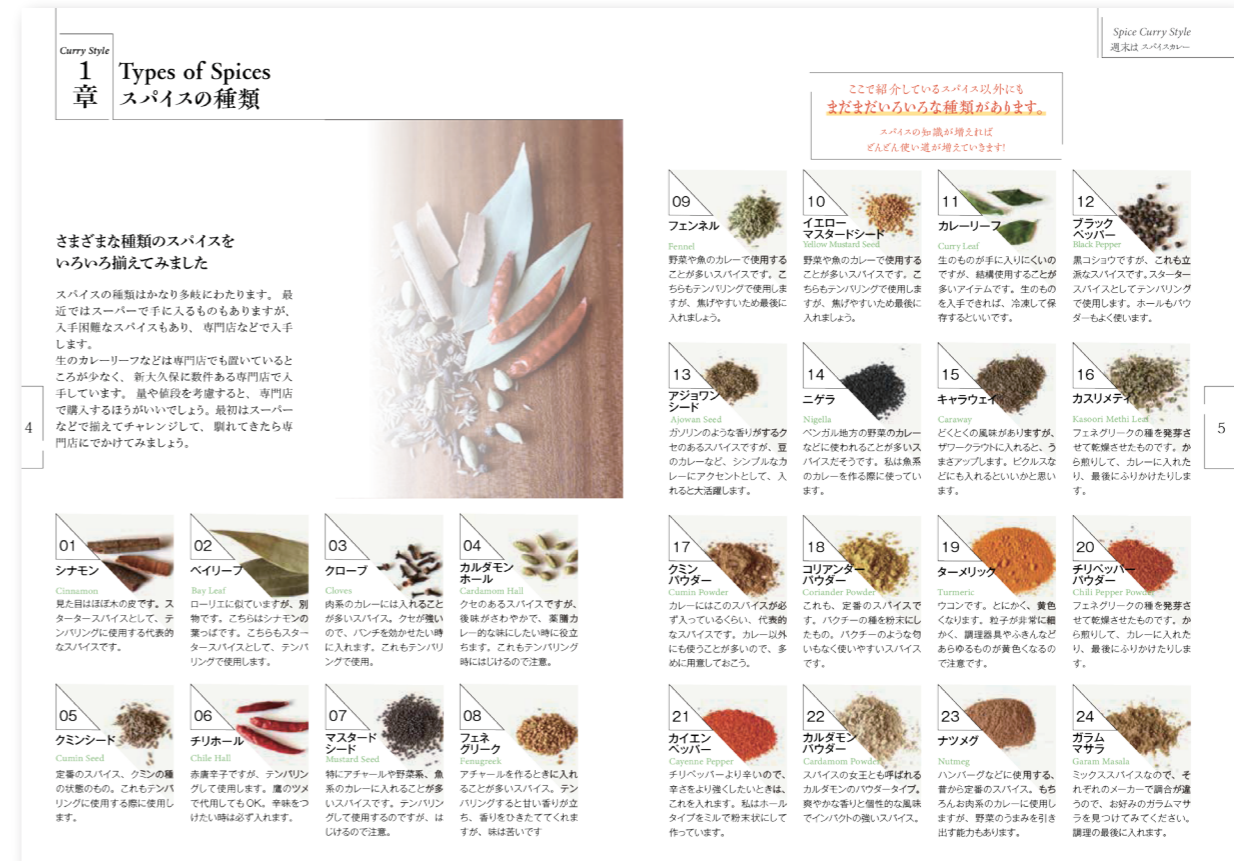 Curry Style
1
章
Types of Spices
スパイスの種類
さまざまな種類のスパイスを
いろいろ揃えてみました
スパイスの種類はかなり多岐にわたります。 最
近ではスーパーで手に入るものもありますが、
入手困難なスパイスもあり、 専門店などで入手
します。
生のカレーリーフなどは専門店でも置いていると
ころが少なく、 新大久保に数件ある専門店で入
手しています。 量や値段を考慮すると、 専門店
で購入するほうがいいでしょう。最初はスーパー
などで揃えてチャレンジして、 馴れてきたら専
門店にでかけてみましょう。
4
01
シナモン
Cinnamon
見た目はほぼ木の皮です。ス
タータースパイスとして、テ
ンパリングに使用する代表的
なスパイスです。
02
ベイリーブ
Bay Leaf
ローリエに似ていますが、別
物です。こちらはシナモンの
葉っぱです。こちらもスター
タースパイスとして、テンパ
リングで使用します。
03
クローブ
Cloves
肉系のカレーには入れること
が多いスパイス。クセが強い
ので、パンチを効かせたい時
に入れます。これもテンパリ
ングで使用。
04
カルダモン
ホール
Cardamom Hall
クセのあるスパイスですが、
後味がさわやかで、薬膳カ
レー的な味にしたい時に役立
ちます。これもテンパリング
時にはじけるので注意。
05
クミンシード
Cumin Seed
定番のスパイス、クミンの種
の状態のもの。これもテンパ
リングに使用する際に使用し
ます。
06
チリホール
Chile Hall
赤唐辛子ですが、テンパリン
グして使用します。鷹のツメ
で代用してもOK。辛味をつ
けたい時は必ず入れます。
07
マスタード
シード
Mustard Seed
特にアチャールや野菜系、魚
系のカレーに入れることが多
いスパイスです。テンパリン
グして使用するのですが、は
じけるので注意。
08
フェネ
グリーク
Fenugreek
アチャールを作るときに入れ
ることが多いスパイス。テン
パリングすると甘い香りが立
ち、香りをひきたててくれま
すが、味は苦いです
Spice Curry Style
週末は スパイスカレー
ここで紹介しているスパイス以外にも
まだまだいろいろな種類があります。
スパイスの知識が増えれば
どんどん使い道が増えていきます!
09
フェンネル
Fennel
野菜や魚のカレーで使用する
ことが多いスパイスです。こ
ちらもテンパリングで使用しま
すが、焦げやすいため最後に
入れましょう。
10
イエロー
マスタードシード
Yellow Mustard Seed
野菜や魚のカレーで使用する
ことが多いスパイスです。こ
ちらもテンパリングで使用しま
すが、焦げやすいため最後に
入れましょう。
11
カレーリーフ
Curry Leaf
生のものが手に入りにくいの
ですが、結構使用することが
多いアイテムです。生のもの
を入手できれば、冷凍して保
存するといいです。
12
ブラック
ペッパー
Black Pepper
黒コショウですが、これも立
派なスパイスです。スターター
スパイスとしてテンパリング
で使用します。ホールもパウ
ダーもよく使います。
13
アジョワン
シード
Ajowan Seed
ガソリンのような香りがするク
セのあるスパイスですが、豆
のカレーなど、シンプルなカ
レーにアクセントとして、入
れると大活躍します。
14
ニゲラ
Nigella
ベンガル地方の野菜のカレー
などに使われることが多いス
パイスだそうです。私は魚系
のカレーを作る際に使ってい
ます。
15
キャラウェイ
Caraway
どくとくの風味がありますが、
ザワークラウトに入れると、う
まさアップします。ピクルスな
どにも入れるといいかと思い
ます。
16
カスリメティ
Kasoori Methi Leaf
フェネグリークの種を発芽さ
せて乾燥させたものです。か
ら煎りして、カレーに入れた
り、最後にふりかけたりしま
す。
5
17
クミン
パウダー
Cumin Powder
カレーにはこのスパイスが必
ず入っているくらい、代表的
なスパイスです。カレー以外
にも使うことが多いので、多
めに用意しておこう。
18
コリアンダー
パウダー
Coriander Powder
これも、定番のスパイスで
す。パクチーの種を粉末にし
たもの。パクチーのような匂
いもなく使いやすいスパイス
です。
19
ターメリック
Turmeric
ウコンです。とにかく、黄色
くなります。粒子が非常に細
かく、調理器具やふきんなど
あらゆるものが黄色くなるの
で注意です。
20
チリペッパー
パウダー
Chili Pepper Powder
フェネグリークの種を発芽さ
せて乾燥させたものです。か
ら煎りして、カレーに入れた
り、最後にふりかけたりしま
す。
21
カイエン
ペッパー
Cayenne Pepper
チリペッパーより辛いので、
辛さをより強くしたいときは、
これを入れます。私はホール
タイプをミルで粉末状にして
作っています。
22
カルダモン
パウダー
Cardamom Powder
スパイスの女王とも呼ばれる
カルダモンのパウダータイプ。
爽やかな香りと個性的な風味
でインパクトの強いスパイス。
23
ナツメグ
Nutmeg
ハンバーグなどに使用する、
昔から定番のスパイス。もち
ろんお肉系のカレーに使用し
ますが、野菜のうまみを引き
出す能力もあります。
24
ガラム
マサラ
Garam Masala
ミックススパイスなので、そ
れぞれのメーカーで調合が違
うので、お好みのガラムマサ
ラを見つけてみてください。
調理の最後に入れます。